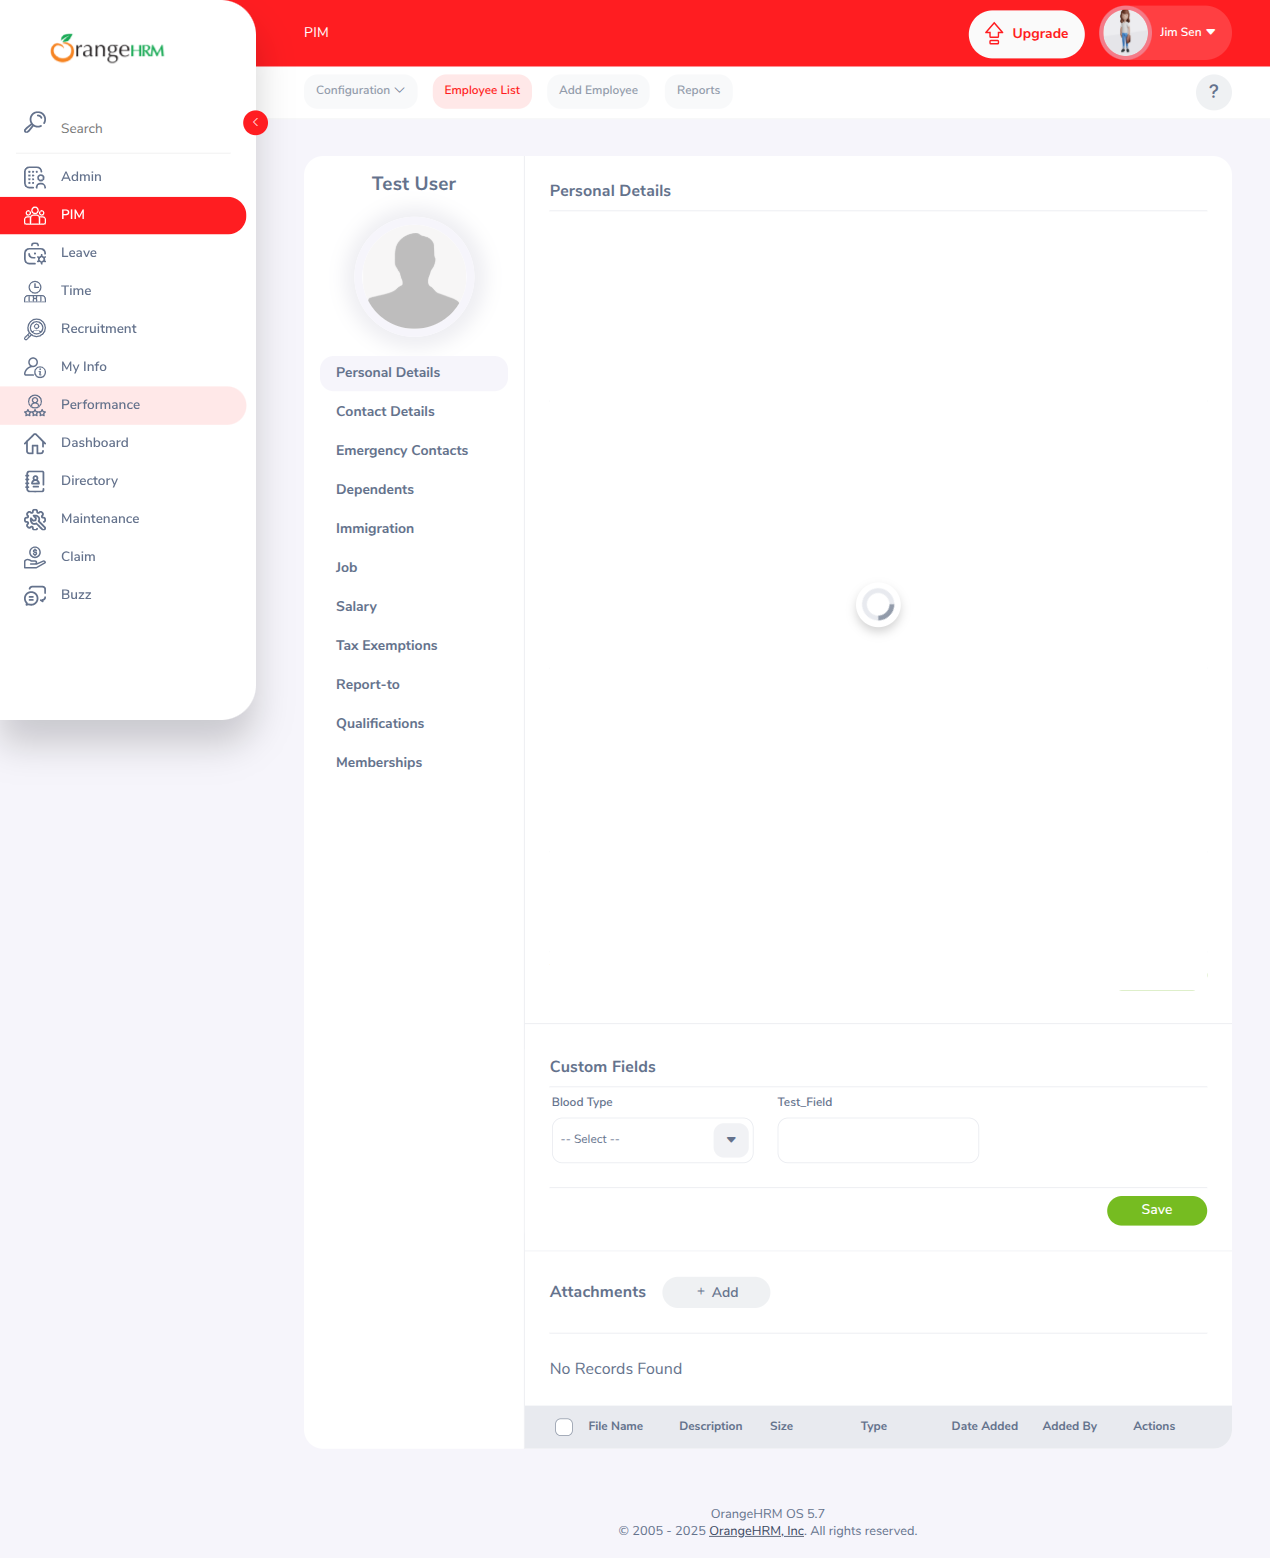 OrangeHRM
PIM
Upgrade
Jim Sen
Configuration
Employee List
Add Employee
Reports
?
Search
Admin
PIM
Leave
Time
Recruitment
My Info
Performance
Dashboard
Directory
Maintenance
Claim
Buzz
Test User
Personal Details
Contact Details
Emergency Contacts
Dependents
Immigration
Job
Salary
Tax Exemptions
Report-to
Qualifications
Memberships
Personal Details
Custom Fields
Blood Type
Test_Field
-- Select --
Save
Attachments
+ Add
No Records Found
File Name Description Size Type Date Added Added By Actions
OrangeHRM OS 5.7
© 2005 - 2025 OrangeHRM, Inc. All rights reserved.